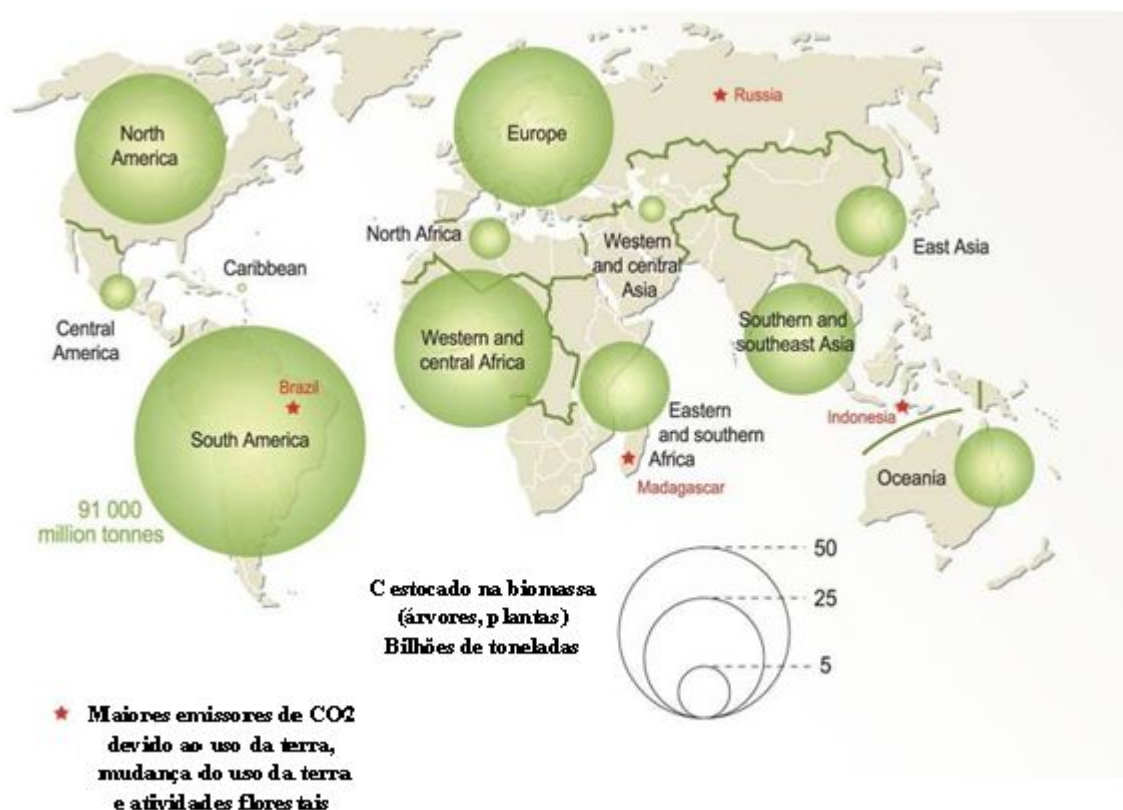 North
America
Europe
Russia
North Africa
Western
and central
Asia
East Asia
Caribbean
Central
America
Western and
central Africa
Southern and
southeast Asia
Brazil
South America
Eastern
and southern
Africa
Madagascar
Indonesia
Oceania
91 000
million tonnes
C estocado na biomassa
(árvores, plantas)
Bilhões de toneladas
50
25
5
Maiores emissores de CO2
devido ao uso da terra,
mudança do uso da terra
e atividades florestais